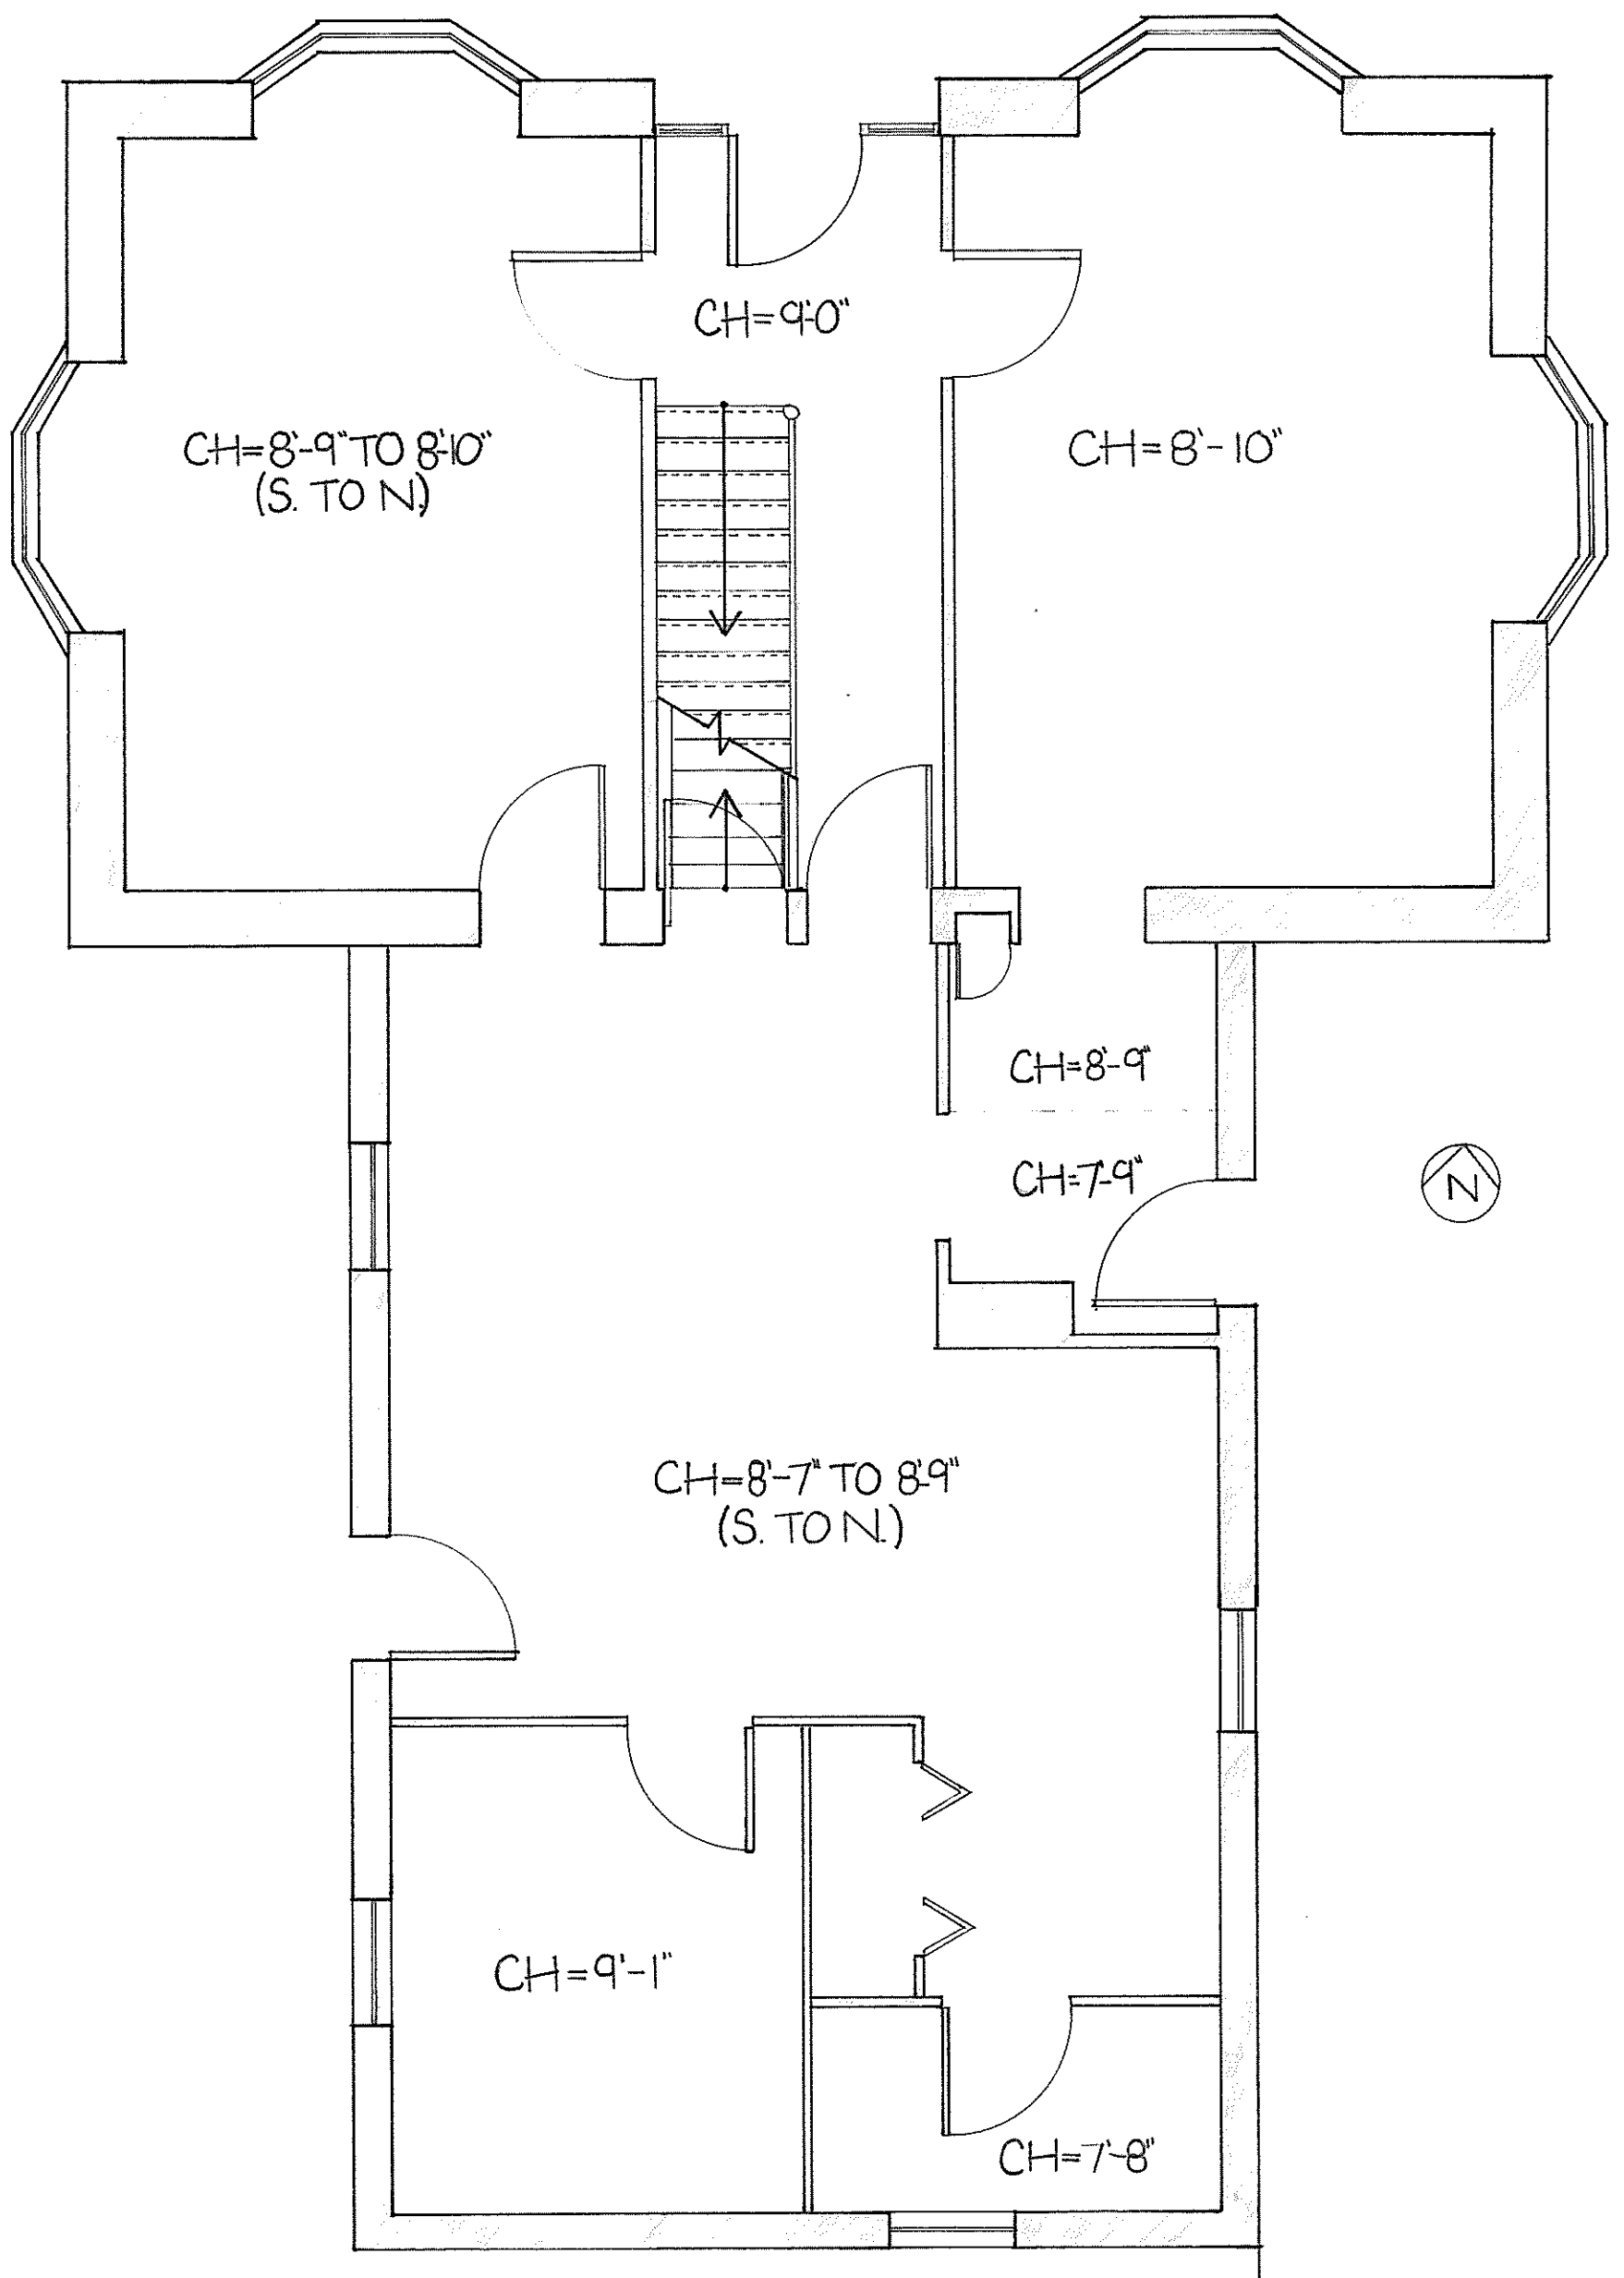 CH=9'-0"
CH=8'-9" TO 8'-10"
(S. TO N.)
CH=8'-10"
CH=8'-9"
CH=7'-9"
N
CH=8'-7" TO 8'-9"
(S. TO N.)
CH=9'-1"
CH=7'-8"